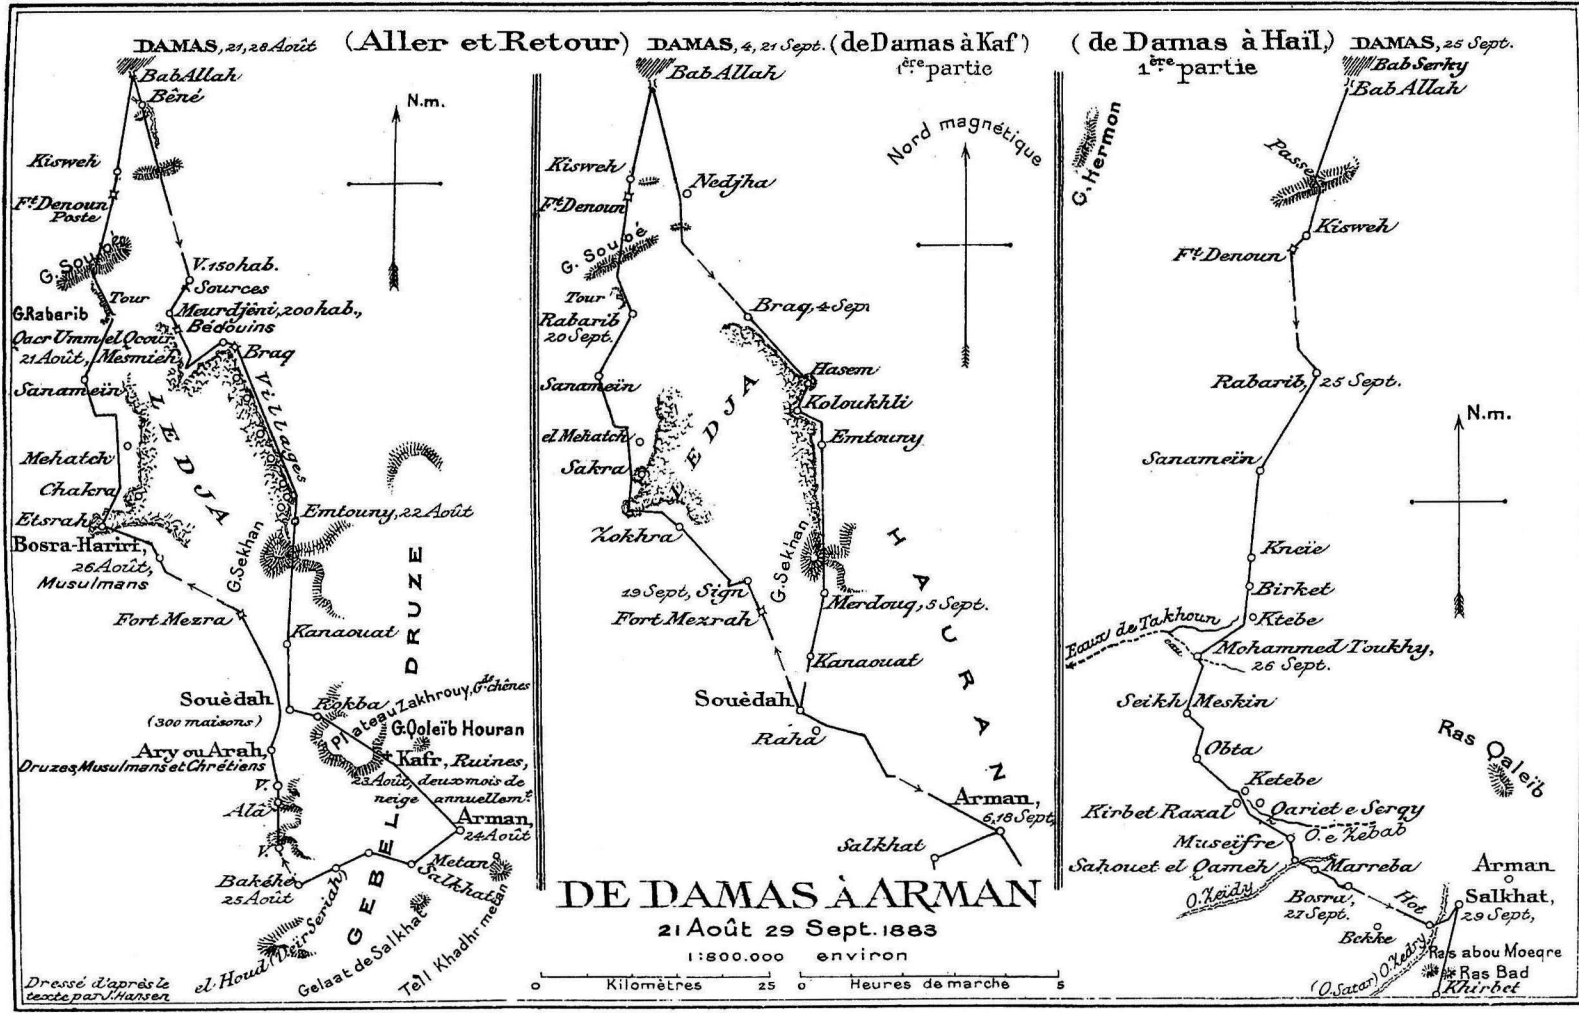 DAMAS, 21, 28 Août (Aller et Retour)
Bab Allah
Bêné
N.m.
Kisweh
Ft. Denoun
Poste
G. Soubé
V. 150 hab.
Sources
Tour
G. Rabarib
Meurdjêni, 200 hab.,
Bédouins
Qacr Umm el Qcour
21 Août, Mesmieh
Braq
Sanameïn
LEDJA
Villages
Mehatch
Chakra
Etsrah
Emtouny, 22 Août
Bosra-Hariri,
26 Août,
Musulmans
G. Sekhan
Fort Mezra
Kanaouat
GEBEL DRUZE
Souèdah
(300 maisons)
Rokba
Plateau Zakhrouy, Gds chênes
G. Qoleïb Houran
Ary ou Arah,
Druzes, Musulmans et Chrétiens
Kafr, Ruines,
23 Août, deux mois de
neige annuellemt.
V.
Alâ
Arman,
24 Août
V.
Metan
Salkhat
Bakéhé
25 Août
el Houd (Deïr Seriah)
Gelaat de Salkhat
Tell Khadhr metan
Dressé d'après le
texte par J. Hansen
DAMAS, 4, 21 Sept. (de Damas à Kaf)
1ère partie
Bab Allah
Nord magnétique
Kisweh
Nedjha
Ft. Denoun
G. Soubé
Tour
Rabarib
20 Sept.
Braq, 4 Sept
Sanameïn
Hasem
Koloukhli
LEDJA
el Mehatch
Emtouny
Sakra
Zokhra
G. Sekhan
HAURAN
19 Sept, Sign
Merdouq, 5 Sept.
Fort Mezrah
Kanaouat
Souèdah
Raha
Arman,
6, 18 Sept,
Salkhat
DE DAMAS À ARMAN
21 Août 29 Sept. 1883
1:800.000 environ
0 Kilomètres 25
0 Heures de marche 5
(de Damas à Haïl,) DAMAS, 25 Sept.
1ère partie
Bab Serky
Bab Allah
G. Hermon
Passe
Kisweh
Ft. Denoun
Rabarib, 25 Sept.
N.m.
Sanameïn
Kneïe
Birket
Ktebe
Eaux de Takhoun
eau
Mohammed Toukhy,
26 Sept.
Seikh Meskin
Obta
Ras Qaleïb
Ketebe
Kirbet Razal
Qariet e Serqy
O. e Zebab
Museïfre
Sahouet el Qameh
Marreba
Arman
O. Zeïdy
Bosra,
27 Sept.
Hot
Salkhat,
29 Sept,
Bekke
Ras abou Moeqre
Ras Bad
(O. Satar) O. Zedry
Khirbet